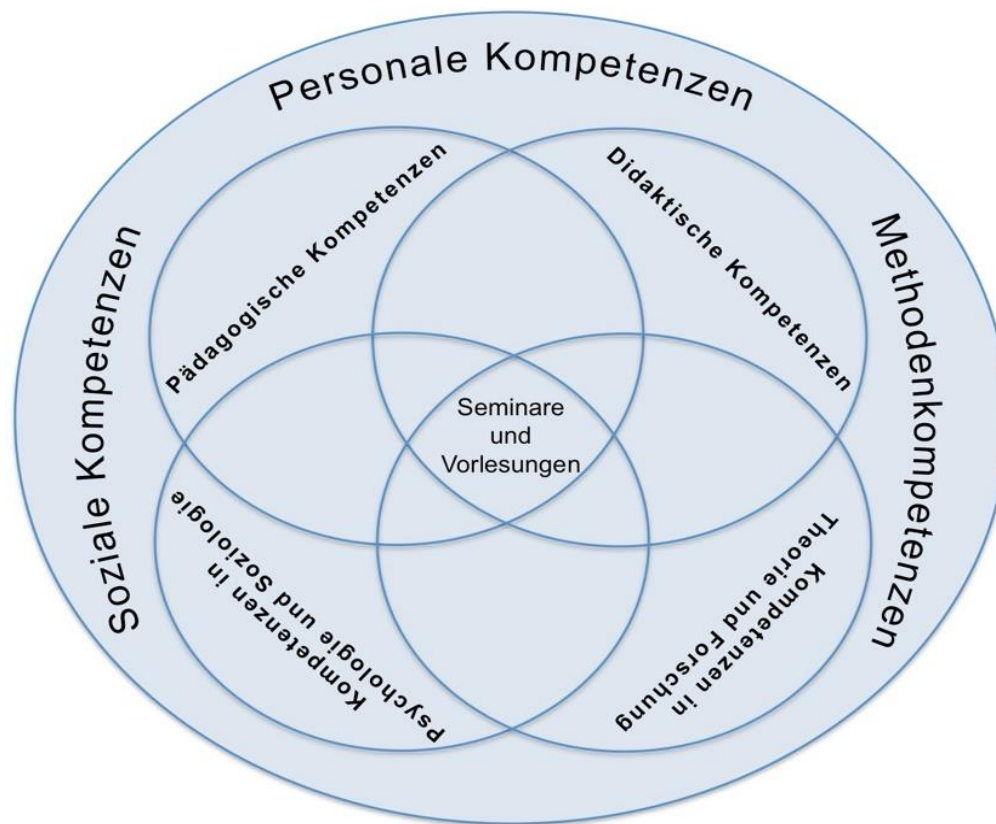 Personale Kompetenzen
Soziale Kompetenzen
Methodenkompetenzen
Pädagogische Kompetenzen
Didaktische Kompetenzen
Seminare
und
Vorlesungen
Kompetenzen in
Psychologie und Soziologie
Kompetenzen in
Theorie und Forschung